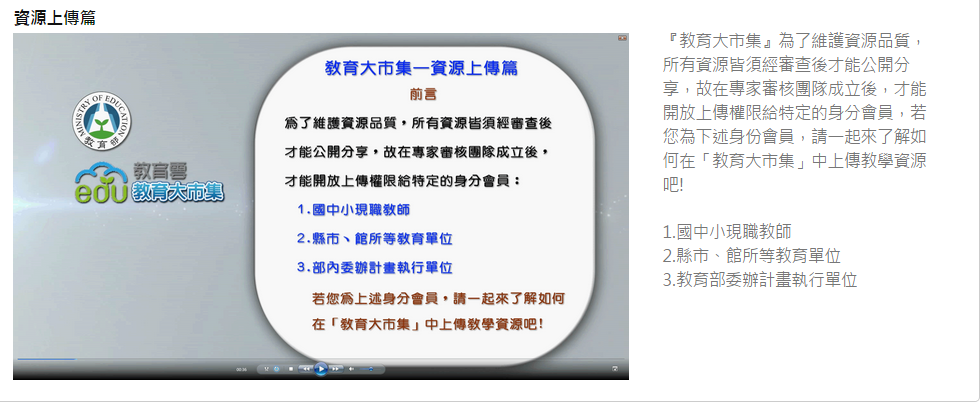 資源上傳篇
MINISTRY OF EDUCATION
教育部
教育雲
edu 教育大市集
教育大市集—資源上傳篇
前言
為了維護資源品質，所有資源皆須經審查後
才能公開分享，故在專家審核團隊成立後，
才能開放上傳權限給特定的身分會員：
1.國中小現職教師
2.縣市、館所等教育單位
3.部內委辦計畫執行單位
若您為上述身分會員，請一起來了解如何
在「教育大市集」中上傳教學資源吧!
『教育大市集』為了維護資源品質，
所有資源皆須經審查後才能公開分
享，故在專家審核團隊成立後，才能
開放上傳權限給特定的身分會員，若
您為下述身份會員，請一起來了解如
何在「教育大市集」中上傳教學資源
吧!
1.國中小現職教師
2.縣市、館所等教育單位
3.教育部委辦計畫執行單位